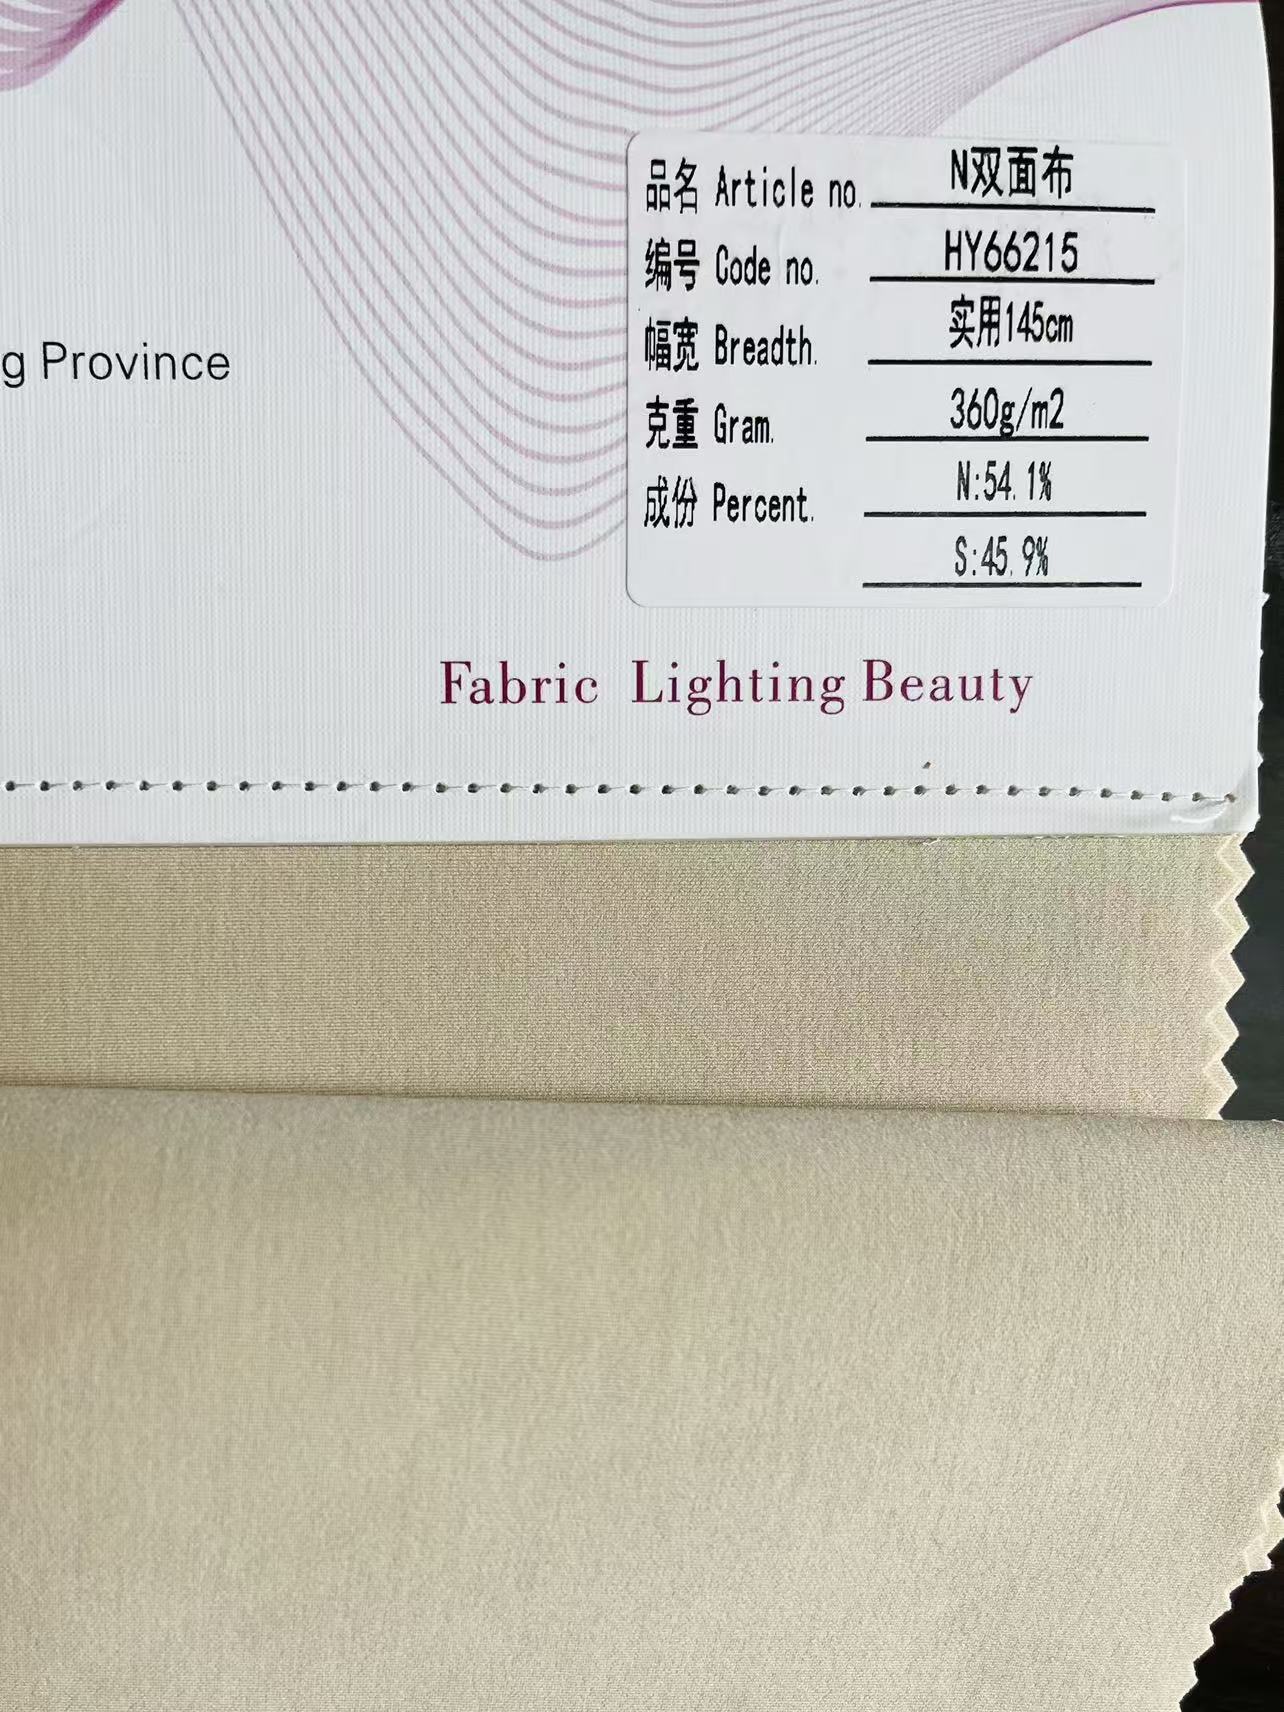 品名 Article no. N双面布
编号 Code no. HY66215
幅宽 Breadth. 实用145cm
g Province
克重 Gram. 360g/m2
成份 Percent. N:54.1%
S:45.9%
Fabric Lighting Beauty